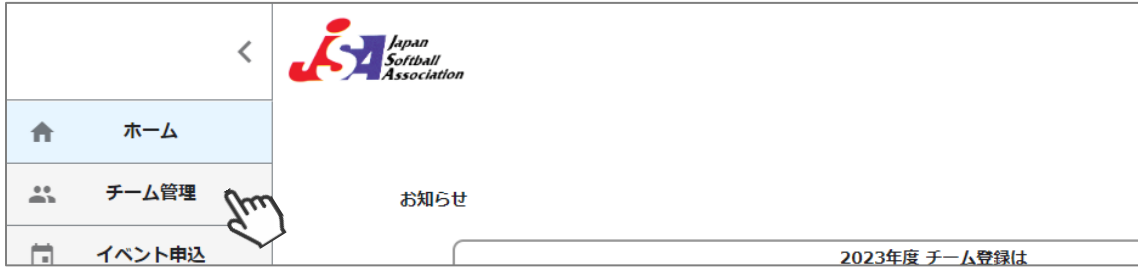 JSA
Japan
Softball
Association
ホーム
チーム管理
お知らせ
イベント申込
2023年度 チーム登録は